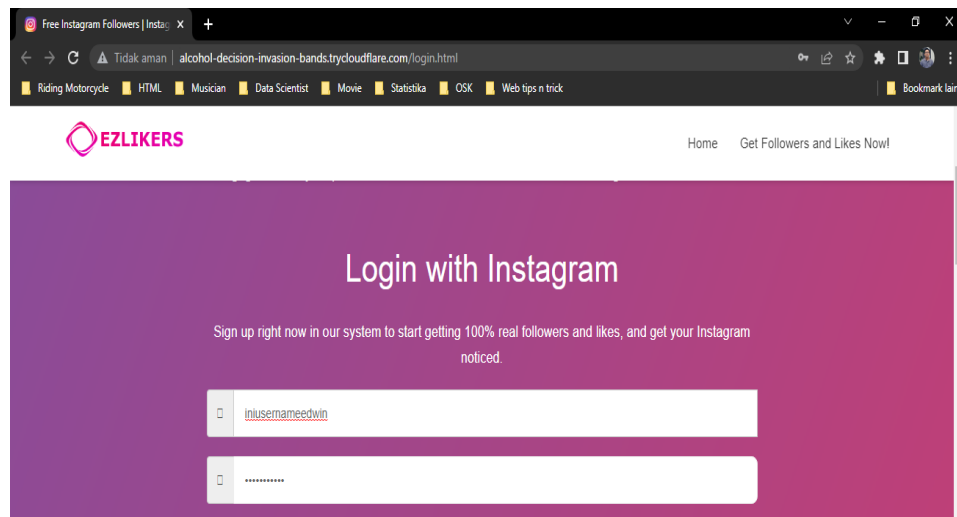 Free Instagram Followers | Instag
Tidak aman | alcohol-decision-invasion-bands.trycloudflare.com/login.html
Riding Motorcycle HTML Musician Data Scientist Movie Statistika OSK Web tips n trick Bookmark lain
EZLIKERS
Home Get Followers and Likes Now!
Login with Instagram
Sign up right now in our system to start getting 100% real followers and likes, and get your Instagram
noticed.
iniusernameedwin
•••••••••••